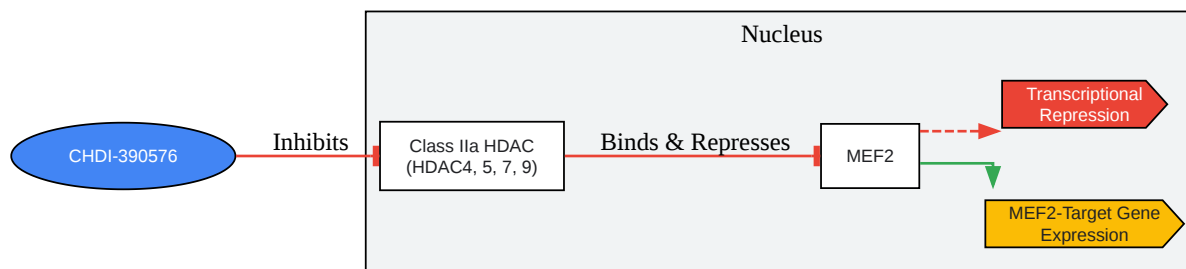 Nucleus
CHDI-390576
Inhibits
Class IIa HDAC
(HDAC4, 5, 7, 9)
Binds & Represses
MEF2
Transcriptional
Repression
MEF2-Target Gene
Expression